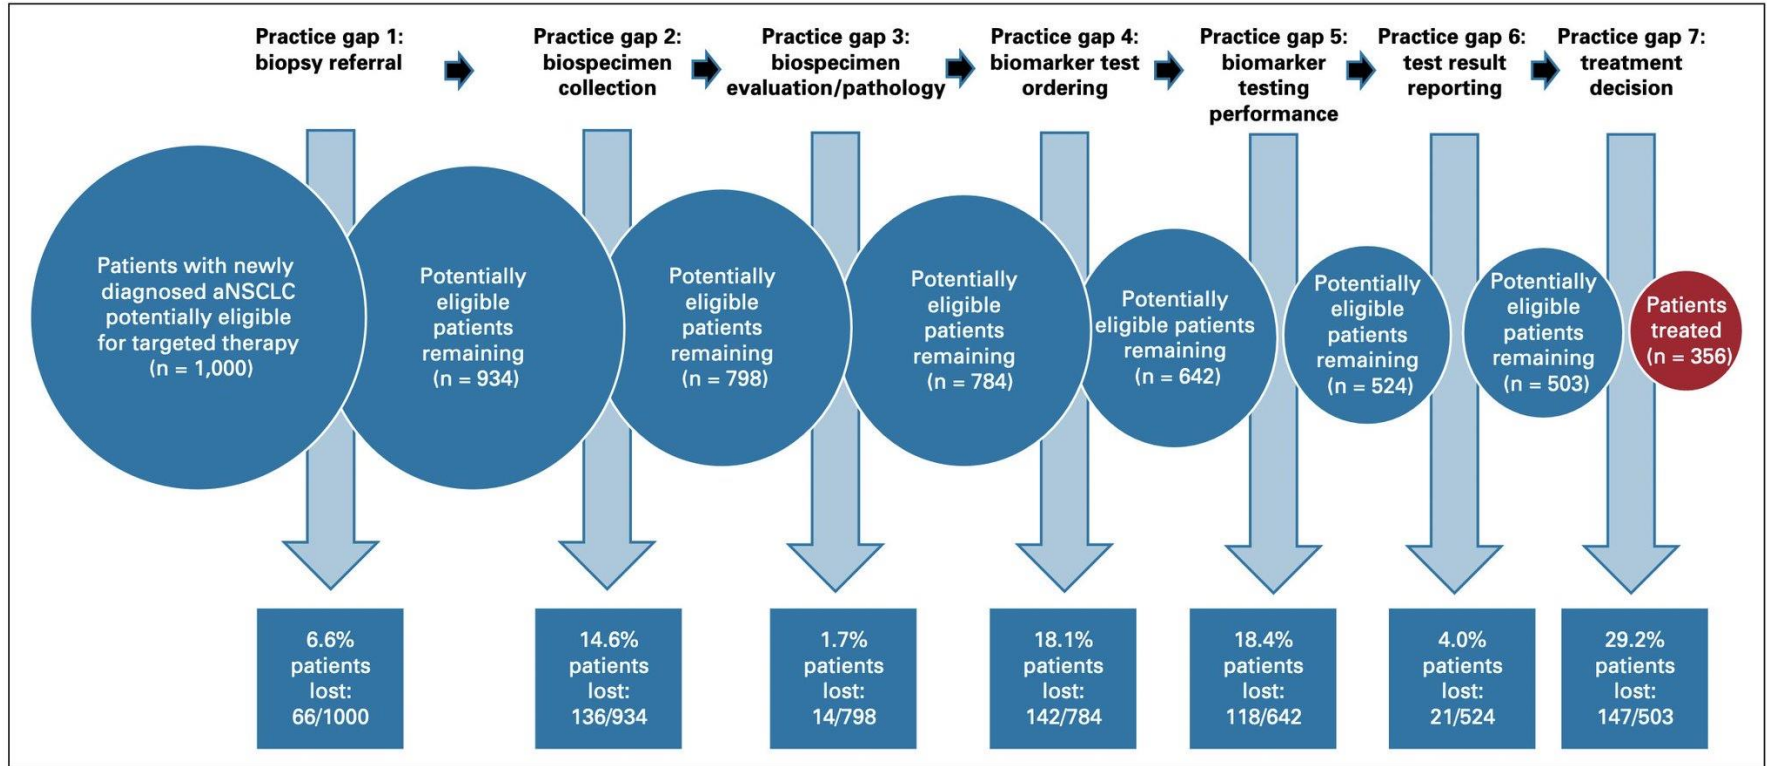 Practice gap 1:
biopsy referral
Practice gap 2:
biospecimen
collection
Practice gap 3:
biospecimen
evaluation/pathology
Practice gap 4:
biomarker test
ordering
Practice gap 5:
biomarker
testing
performance
Practice gap 6:
test result
reporting
Practice gap 7:
treatment
decision
Patients with newly
diagnosed aNSCLC
potentially eligible
for targeted therapy
(n = 1,000)
Potentially
eligible
patients
remaining
(n = 934)
Potentially
eligible
patients
remaining
(n = 798)
Potentially
eligible
patients
remaining
(n = 784)
Potentially
eligible patients
remaining
(n = 642)
Potentially
eligible
patients
remaining
(n = 524)
Potentially
eligible
patients
remaining
(n = 503)
Patients
treated
(n = 356)
6.6%
patients
lost:
66/1000
14.6%
patients
lost:
136/934
1.7%
patients
lost:
14/798
18.1%
patients
lost:
142/784
18.4%
patients
lost:
118/642
4.0%
patients
lost:
21/524
29.2%
patients
lost:
147/503